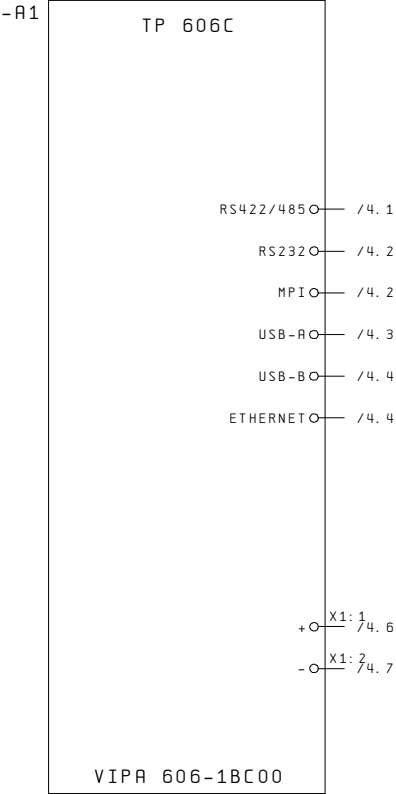 -A1
TP 606C
RS422/485 /4.1
RS232 /4.2
MPI /4.2
USB-A /4.3
USB-B /4.4
ETHERNET /4.4
X1:1
+ /4.6
X1:2
- /4.7
VIPA 606-1BC00